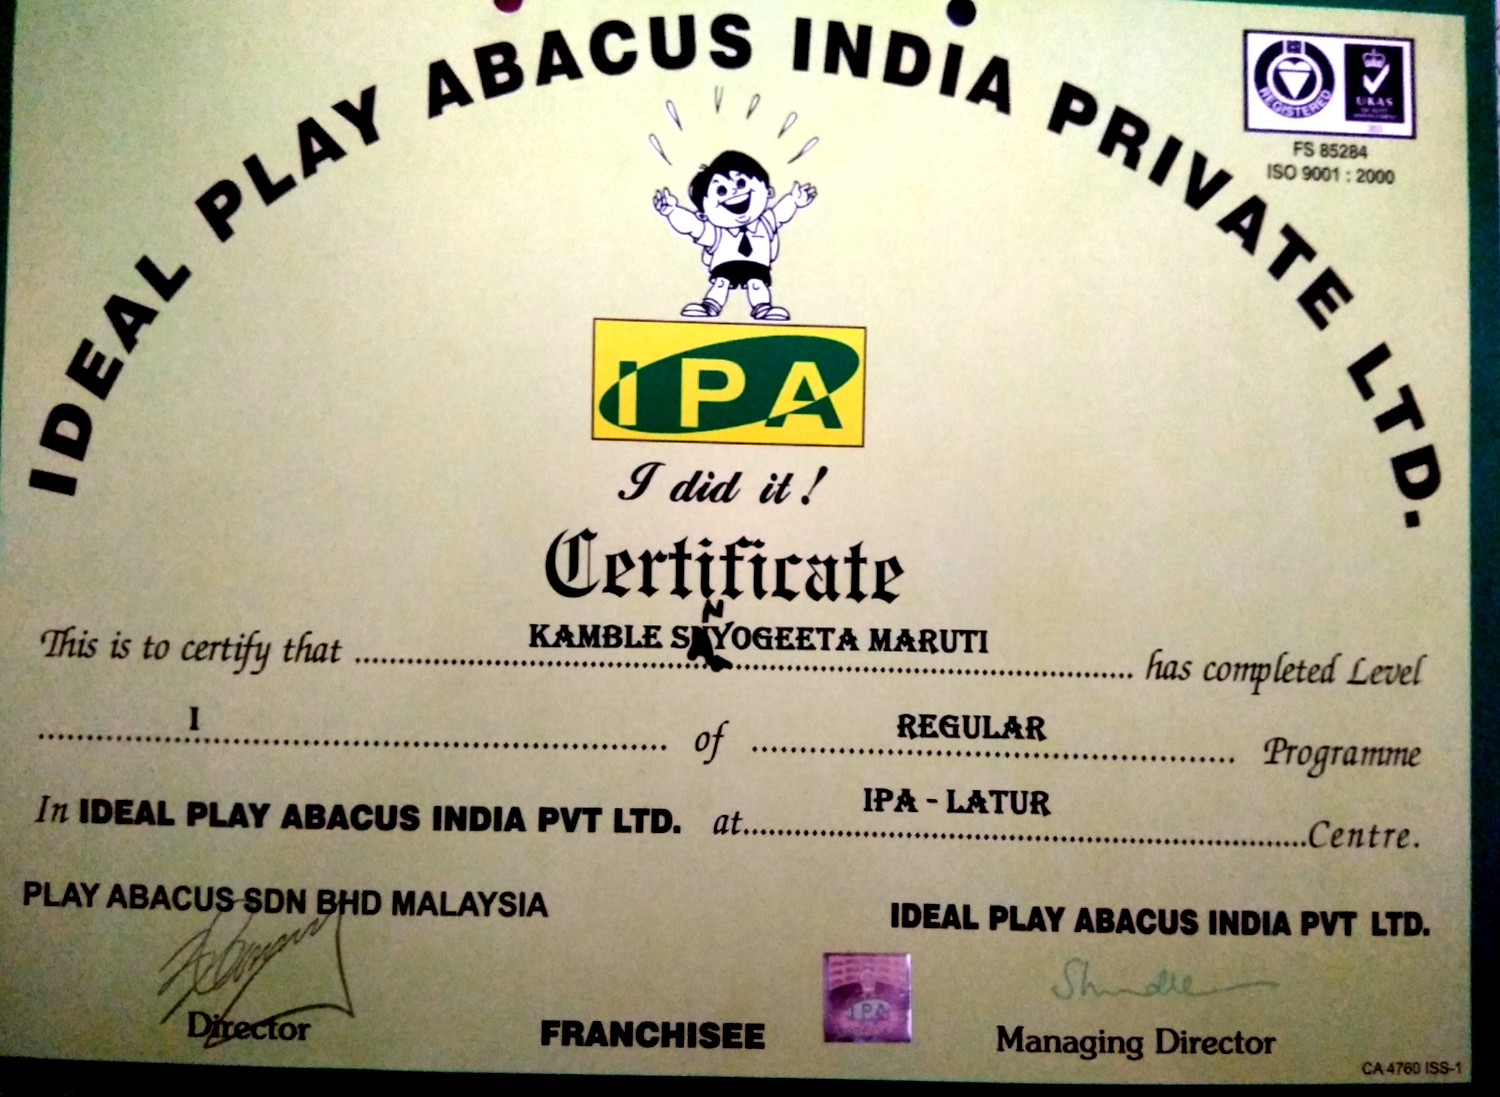 IDEAL PLAY ABACUS INDIA PRIVATE LTD.
REGISTERED
UKAS
FS 85284
ISO 9001 : 2000
IPA
I did it!
Certificate
N
This is to certify that KAMBLE S YOGEETA MARUTI has completed Level
I of REGULAR Programme
In IDEAL PLAY ABACUS INDIA PVT LTD. at IPA - LATUR Centre.
PLAY ABACUS SDN BHD MALAYSIA
IDEAL PLAY ABACUS INDIA PVT LTD.
IPA
Director
FRANCHISEE
Managing Director
CA 4760 ISS-1